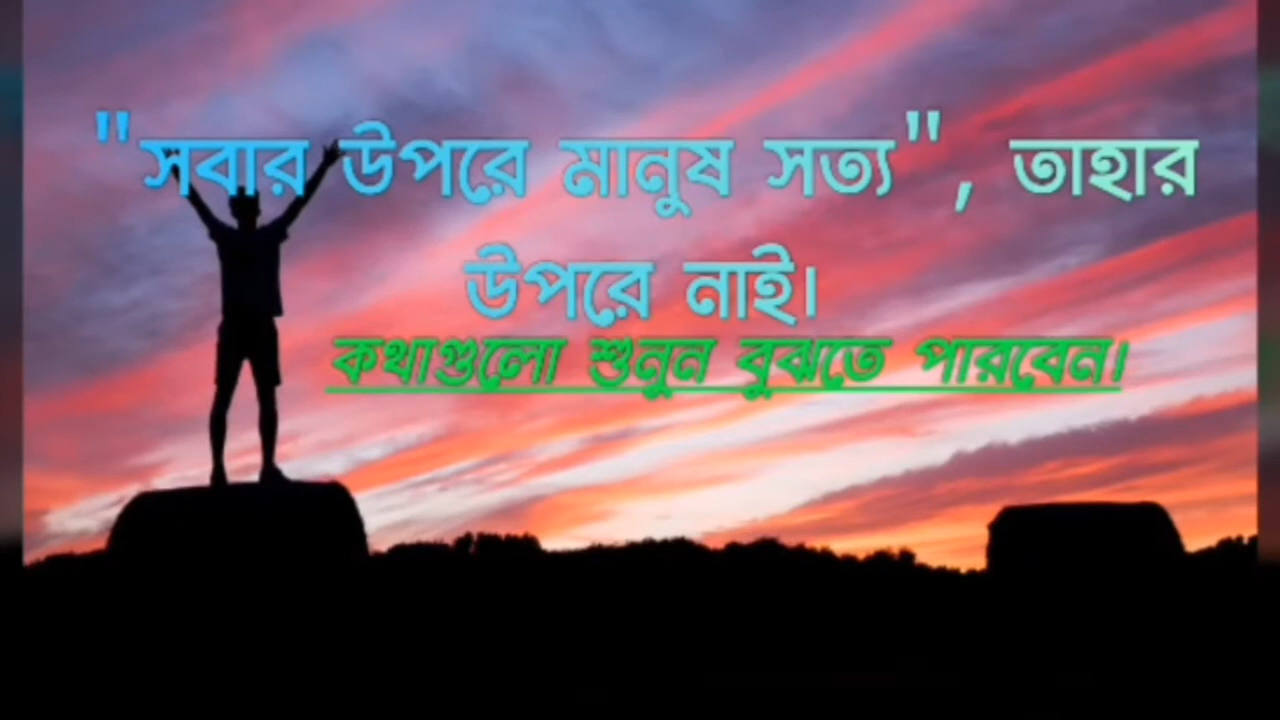 "সবার উপরে মানুষ সত্য", তাহার
উপরে নাই।
কথাগুলো শুনুন বুঝতে পারবেন।